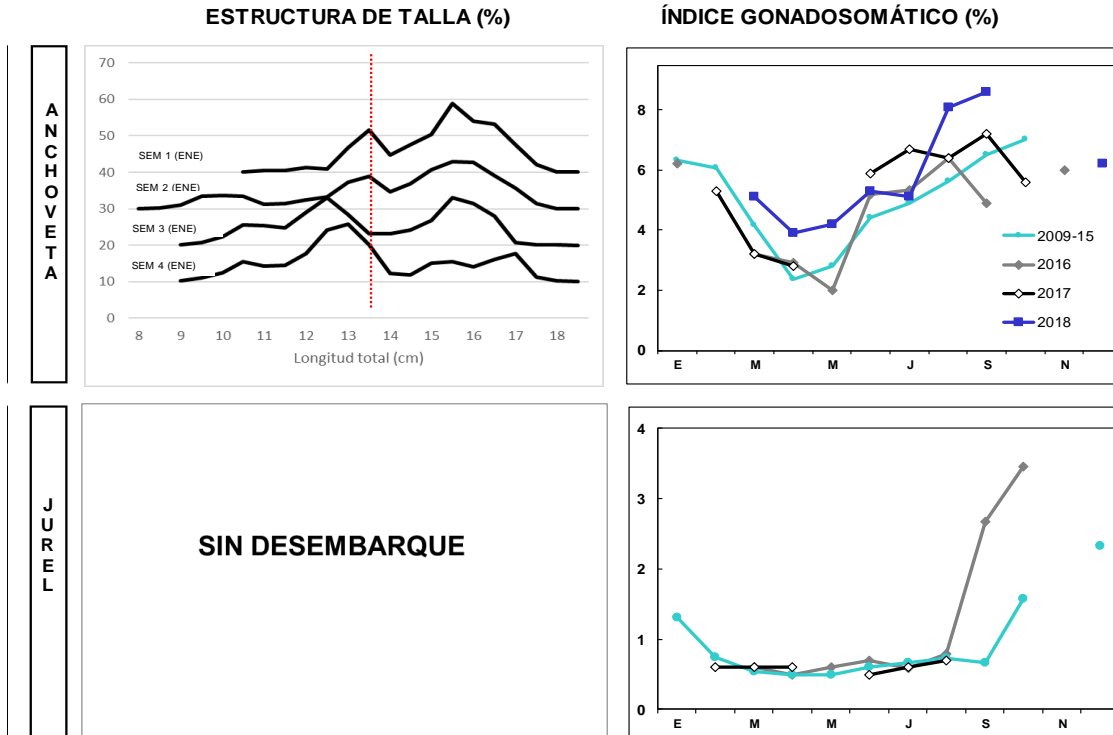 ESTRUCTURA DE TALLA (%)
ÍNDICE GONADOSOMÁTICO (%)
ANCHOVETA
70
60
50
40
30
20
10
0
SEM 1 (ENE)
SEM 2 (ENE)
SEM 3 (ENE)
SEM 4 (ENE)
8 9 10 11 12 13 14 15 16 17 18
Longitud total (cm)
8
6
4
2
0
2009-15
2016
2017
2018
E M M J S N
JUREL
SIN DESEMBARQUE
4
3
2
1
0
E M M J S N